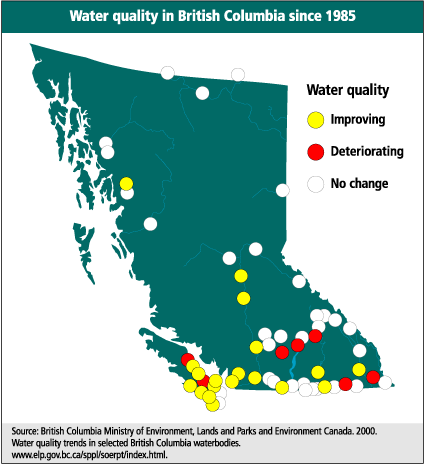 Water quality in British Columbia since 1985
Water quality
Improving
Deteriorating
No change
Source: British Columbia Ministry of Environment, Lands and Parks and Environment Canada. 2000.
Water quality trends in selected British Columbia waterbodies.
www.elp.gov.bc.ca/sppl/soerpt/index.html.